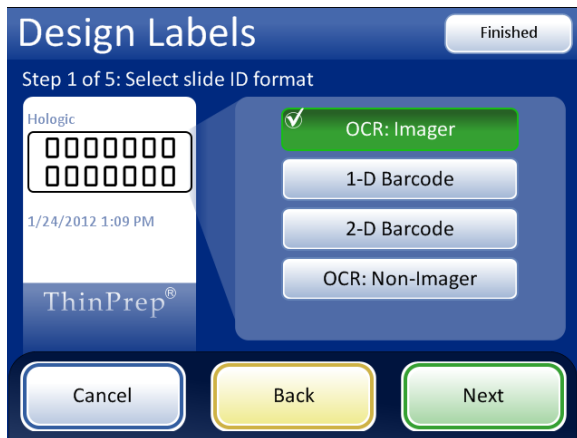 Design Labels
Finished
Step 1 of 5: Select slide ID format
Hologic
0000000
0000000
1/24/2012 1:09 PM
ThinPrep®
OCR: Imager
1-D Barcode
2-D Barcode
OCR: Non-Imager
Cancel
Back
Next